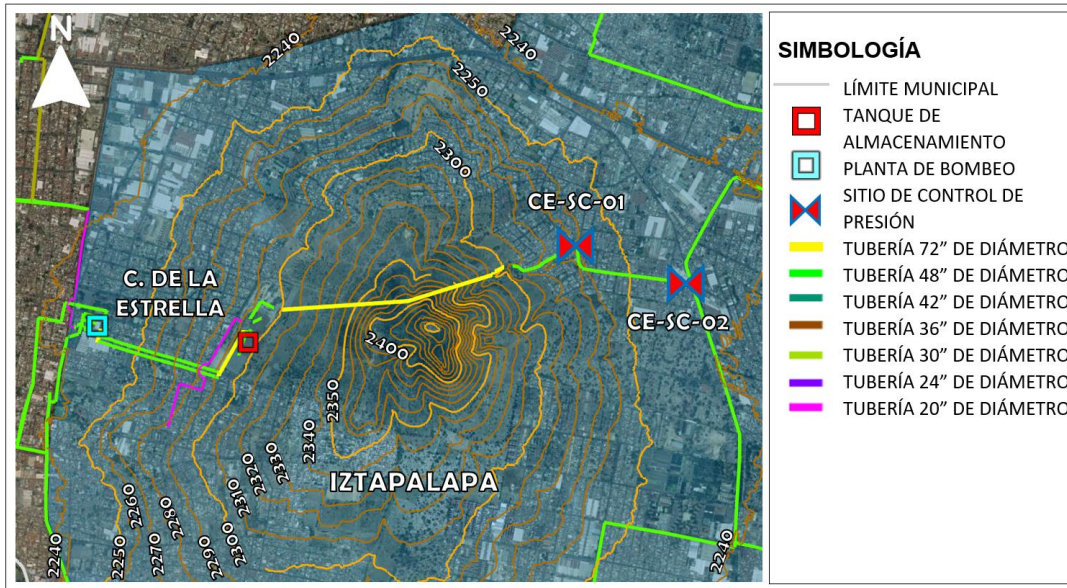 N
2240
2240
2250
2300
CE-SC-01
C. DE LA
ESTRELLA
CE-SC-02
2400
2350
2340
2330
2320
2310
2300
2290
2280
2270
2260
2250
2240
IZTAPALAPA
2240
SIMBOLOGÍA
LÍMITE MUNICIPAL
TANQUE DE
ALMACENAMIENTO
PLANTA DE BOMBEO
SITIO DE CONTROL DE
PRESIÓN
TUBERÍA 72” DE DIÁMETRO
TUBERÍA 48” DE DIÁMETRO
TUBERÍA 42” DE DIÁMETRO
TUBERÍA 36” DE DIÁMETRO
TUBERÍA 30” DE DIÁMETRO
TUBERÍA 24” DE DIÁMETRO
TUBERÍA 20” DE DIÁMETRO